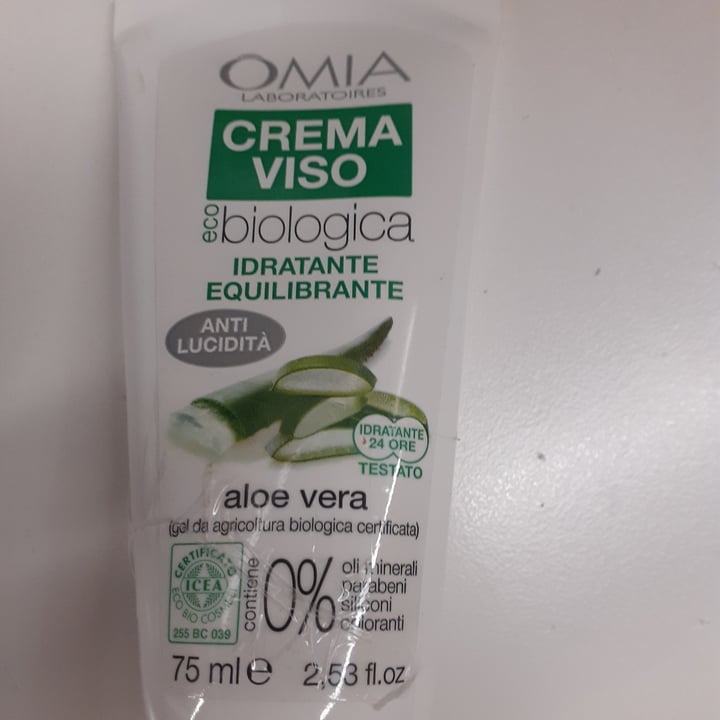 OMIA
LABORATOIRES
CREMA
VISO
eco biologica
IDRATANTE
EQUILIBRANTE
ANTI
LUCIDITÀ
IDRATANTE
24 ORE
TESTATO
aloe vera
(gel da agricoltura biologica certificata)
CERTIFICATO
ICEA
ECO BIO
255 BC 039
contiene
0%
oli minerali
parabeni
siliconi
coloranti
75 ml e 2,53 fl.oz